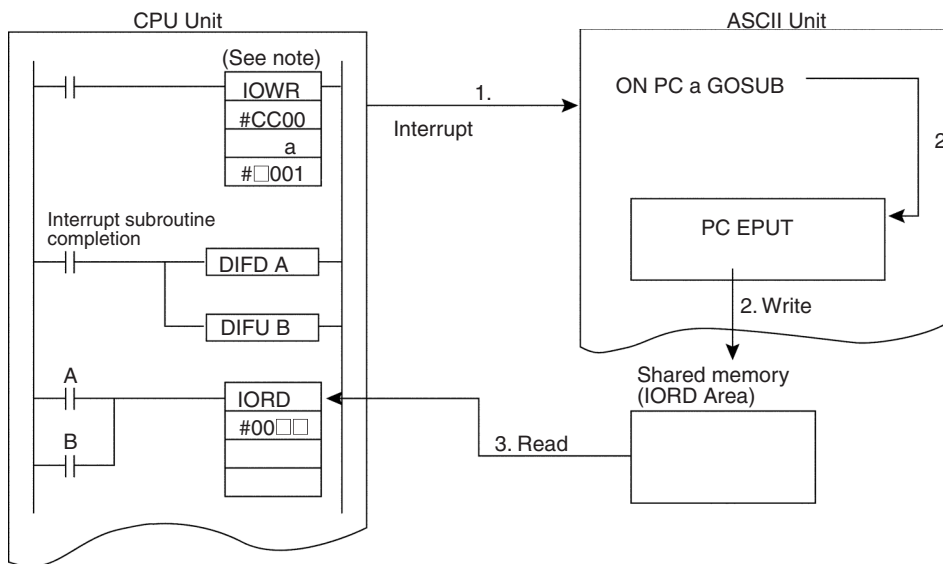 CPU Unit
(See note)
IOWR
#CC00
a
#□001
Interrupt subroutine
completion
DIFD A
DIFU B
A
B
IORD
#00□□
1.
Interrupt
3. Read
ASCII Unit
ON PC a GOSUB
2
PC EPUT
2. Write
Shared memory
(IORD Area)